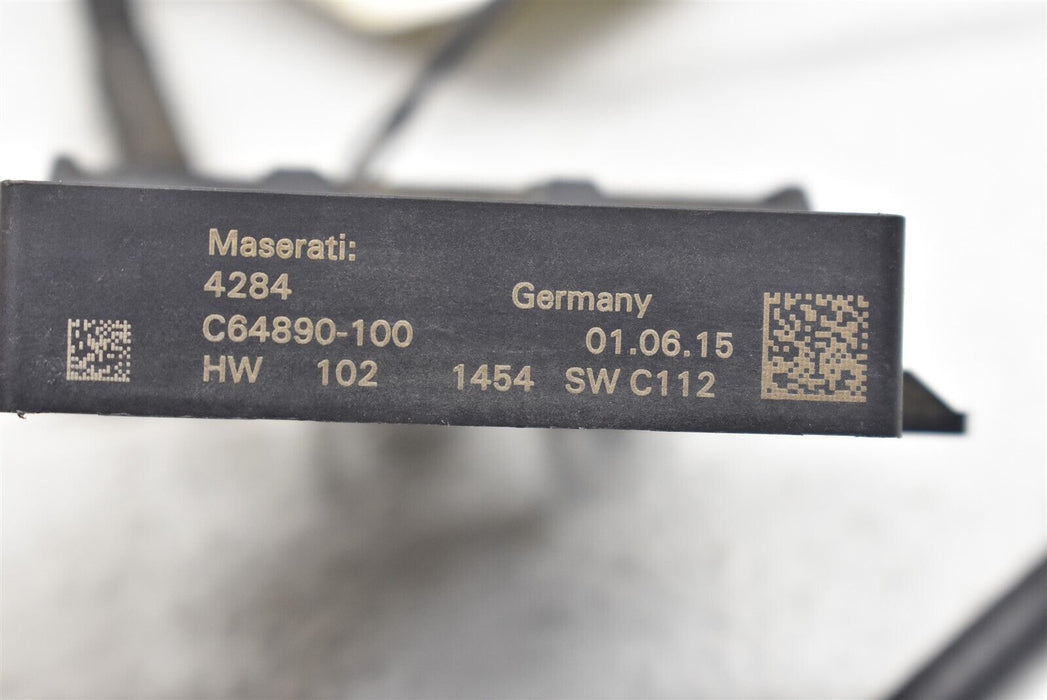 Maserati:
4284
Germany
C64890-100
01.06.15
HW 102 1454 SW C112